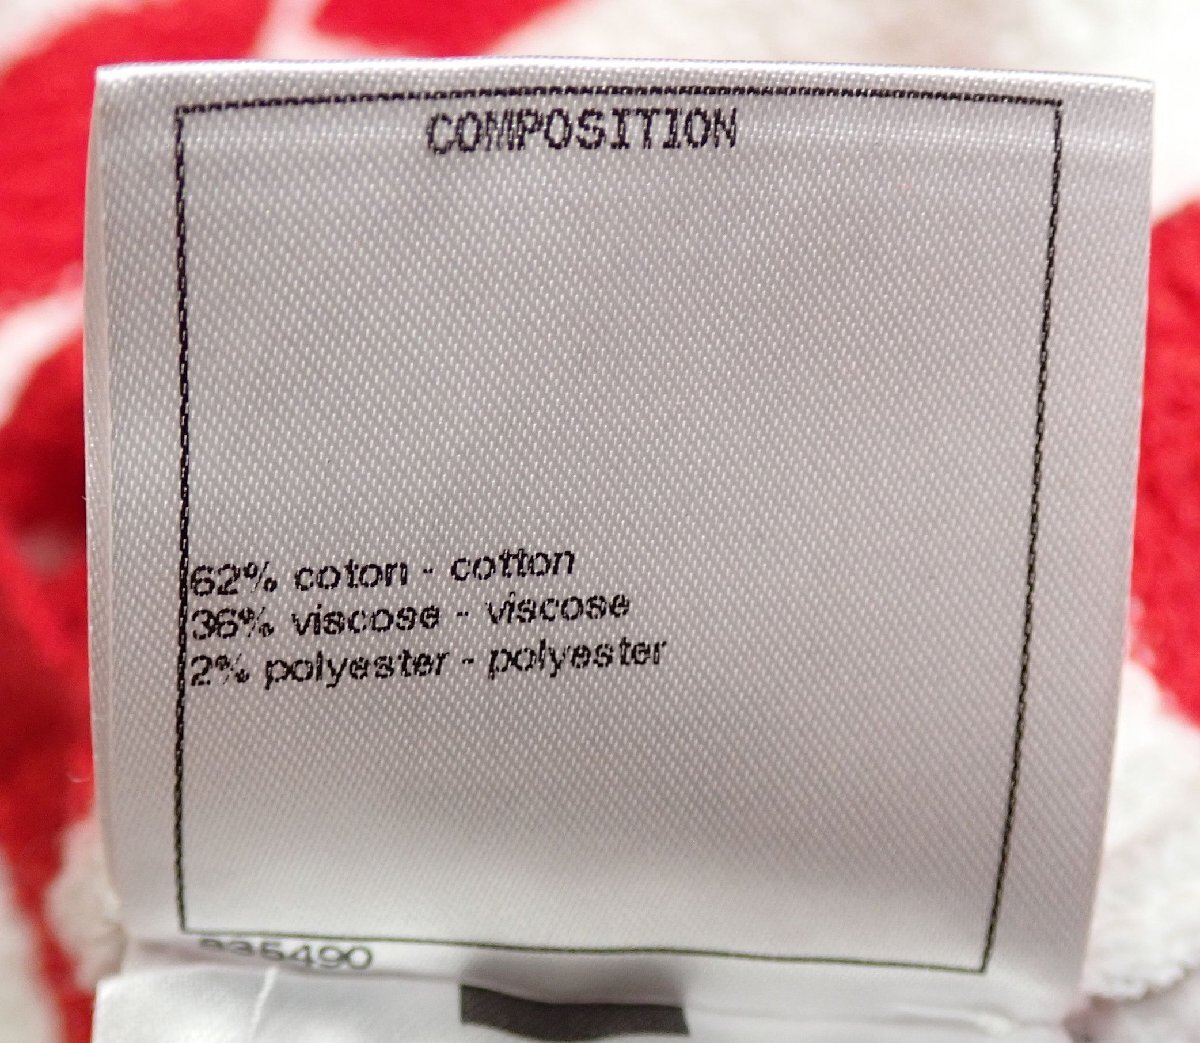 COMPOSITION
62% coton - cotton
36% viscose - viscose
2% polyester - polyester